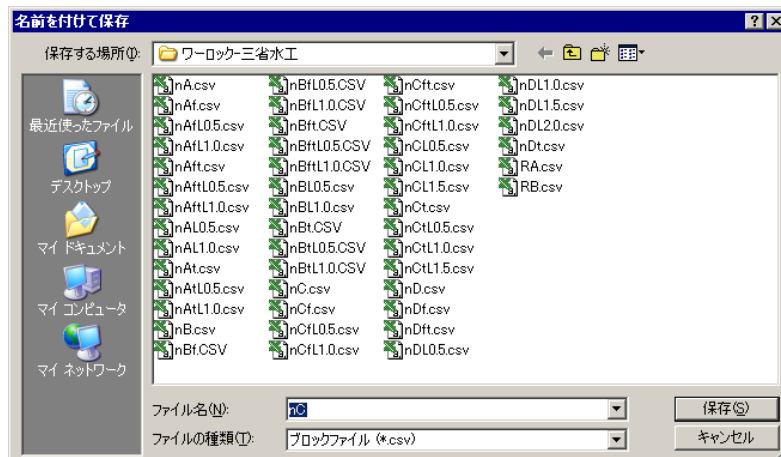 名前を付けて保存
保存する場所(I): ワーロック-三省水工
最近使ったファイル
デスクトップ
マイ ドキュメント
マイ コンピュータ
マイ ネットワーク
nA.csv
nAf.csv
nAfL0.5.csv
nAfL1.0.csv
nAft.csv
nAftL0.5.csv
nAftL1.0.csv
nAL0.5.csv
nAL1.0.csv
nAt.csv
nAtL0.5.csv
nAtL1.0.csv
nB.csv
nBf.CSV
nBfL0.5.CSV
nBfL1.0.CSV
nBft.CSV
nBftL0.5.CSV
nBftL1.0.CSV
nBL0.5.csv
nBL1.0.csv
nBt.CSV
nBtL0.5.CSV
nBtL1.0.CSV
nC.csv
nCf.csv
nCfL0.5.csv
nCfL1.0.csv
nCft.csv
nCftL0.5.csv
nCftL1.0.csv
nCL0.5.csv
nCL1.0.csv
nCL1.5.csv
nCt.csv
nCtL0.5.csv
nCtL1.0.csv
nCtL1.5.csv
nD.csv
nDf.csv
nDft.csv
nDL0.5.csv
nDL1.0.csv
nDL1.5.csv
nDL2.0.csv
nDt.csv
RA.csv
RB.csv
ファイル名(N): nC 保存(S)
ファイルの種類(T): ブロックファイル (*.csv) キャンセル